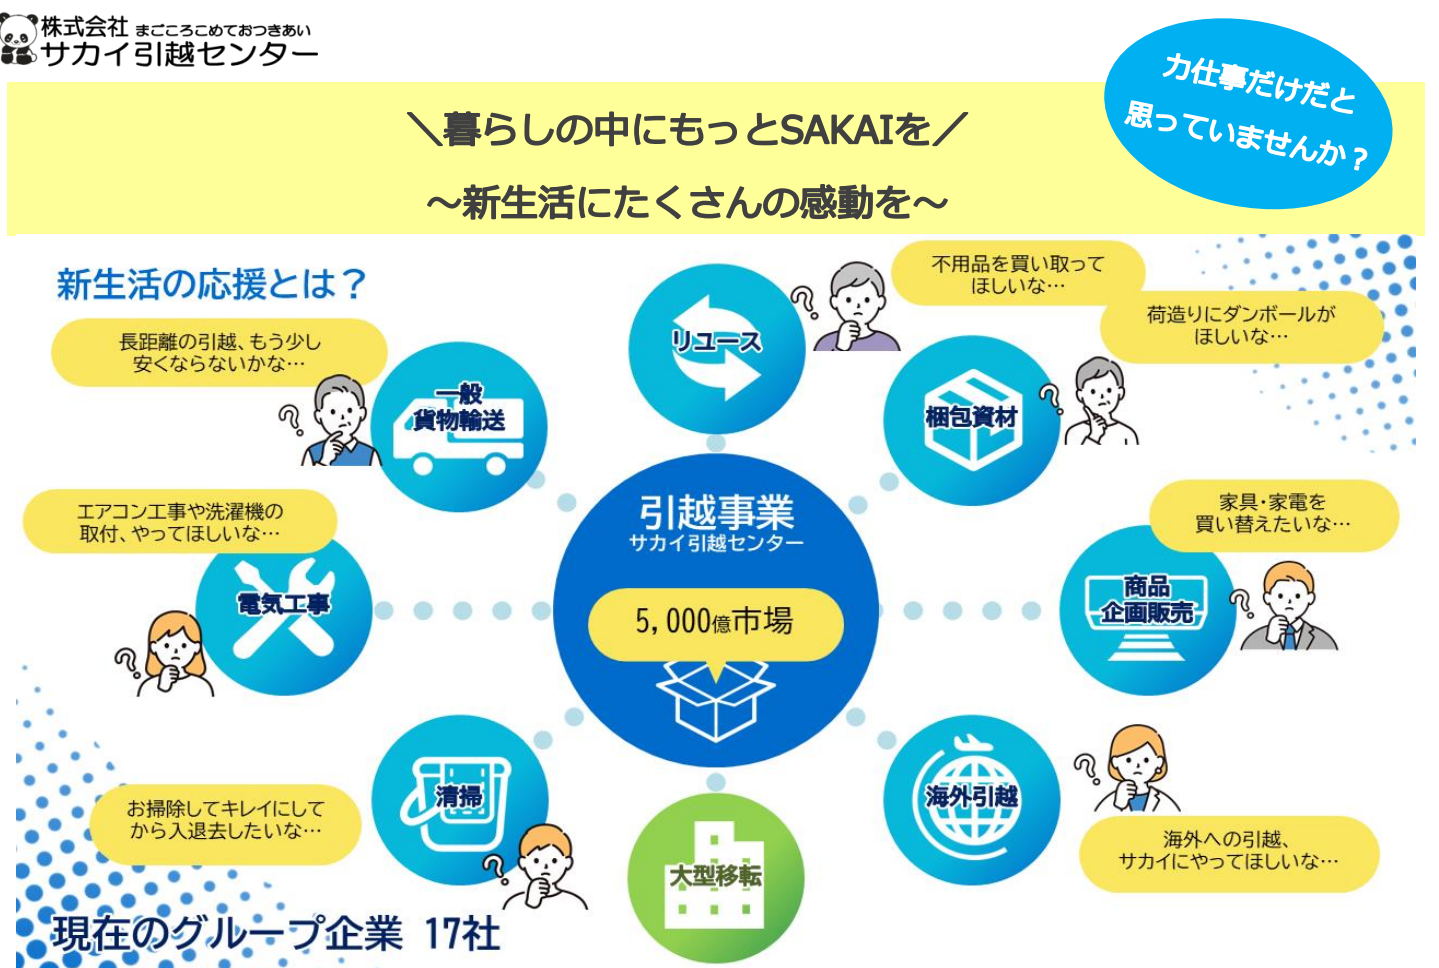 株式会社 まごころこめておつきあい
サカイ引越センター
力仕事だけだと
思っていませんか？
＼暮らしの中にもっとSAKAIを／
～新生活にたくさんの感動を～
新生活の応援とは？
長距離の引越、もう少し
安くならないかな…
一般
貨物輸送
リユース
不用品を買い取って
ほしいな…
荷造りにダンボールが
ほしいな…
梱包資材
エアコン工事や洗濯機の
取付、やってほしいな…
電気工事
引越事業
サカイ引越センター
5,000億市場
家具・家電を
買い替えたいな…
商品
企画販売
お掃除してキレイにして
から入退去したいな…
清掃
大型移転
海外引越
海外への引越、
サカイにやってほしいな…
現在のグループ企業 17社